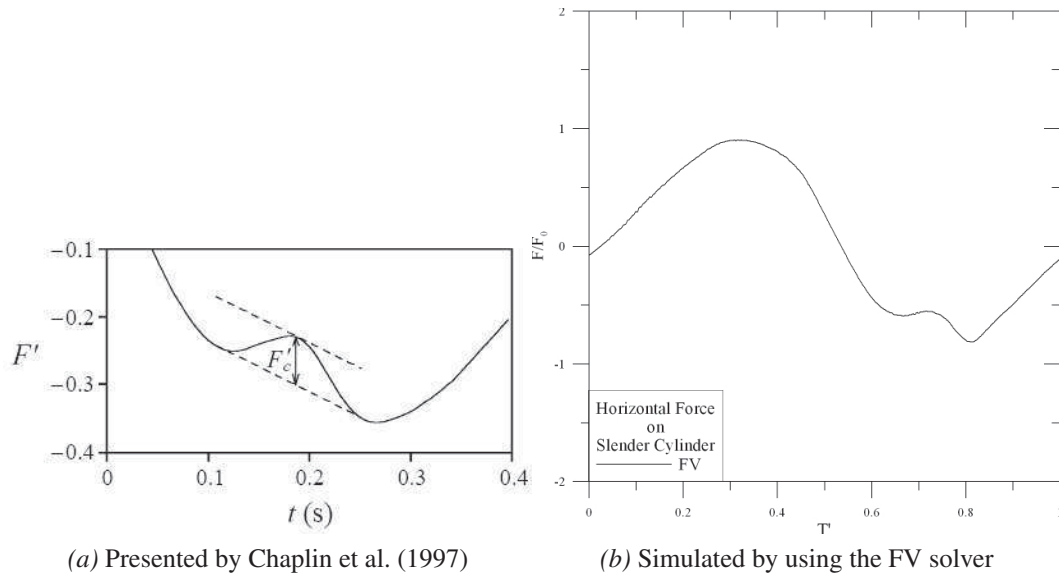 −0.1
−0.2
F′
−0.3
−0.4
F′c
0
0.1
0.2
0.3
0.4
t (s)
(a) Presented by Chaplin et al. (1997)
2
1
0
-1
-2
F/F0
Horizontal Force
on
Slender Cylinder
FV
0
0.2
0.4
0.6
0.8
T'
(b) Simulated by using the FV solver